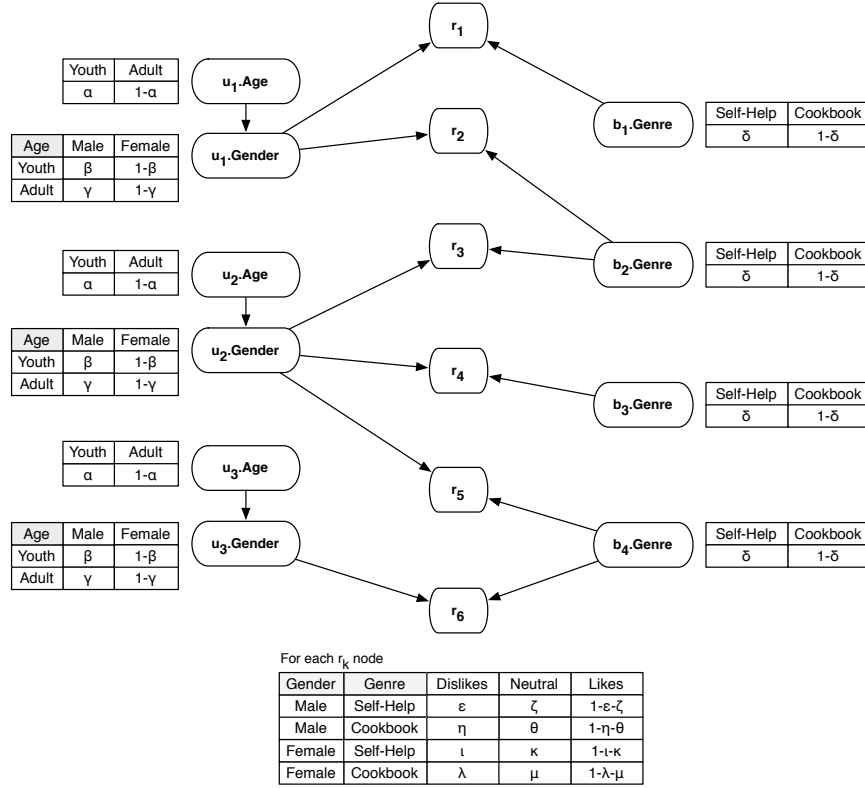 r1
Youth Adult
α 1-α
u1.Age
Age Male Female
Youth β 1-β
Adult γ 1-γ
u1.Gender
r2
b1.Genre
Self-Help Cookbook
δ 1-δ
Youth Adult
α 1-α
u2.Age
r3
b2.Genre
Self-Help Cookbook
δ 1-δ
Age Male Female
Youth β 1-β
Adult γ 1-γ
u2.Gender
r4
b3.Genre
Self-Help Cookbook
δ 1-δ
Youth Adult
α 1-α
u3.Age
r5
Age Male Female
Youth β 1-β
Adult γ 1-γ
u3.Gender
b4.Genre
Self-Help Cookbook
δ 1-δ
r6
For each rk node
Gender Genre Dislikes Neutral Likes
Male Self-Help ε ζ 1-ε-ζ
Male Cookbook η θ 1-η-θ
Female Self-Help ι κ 1-ι-κ
Female Cookbook λ μ 1-λ-μ